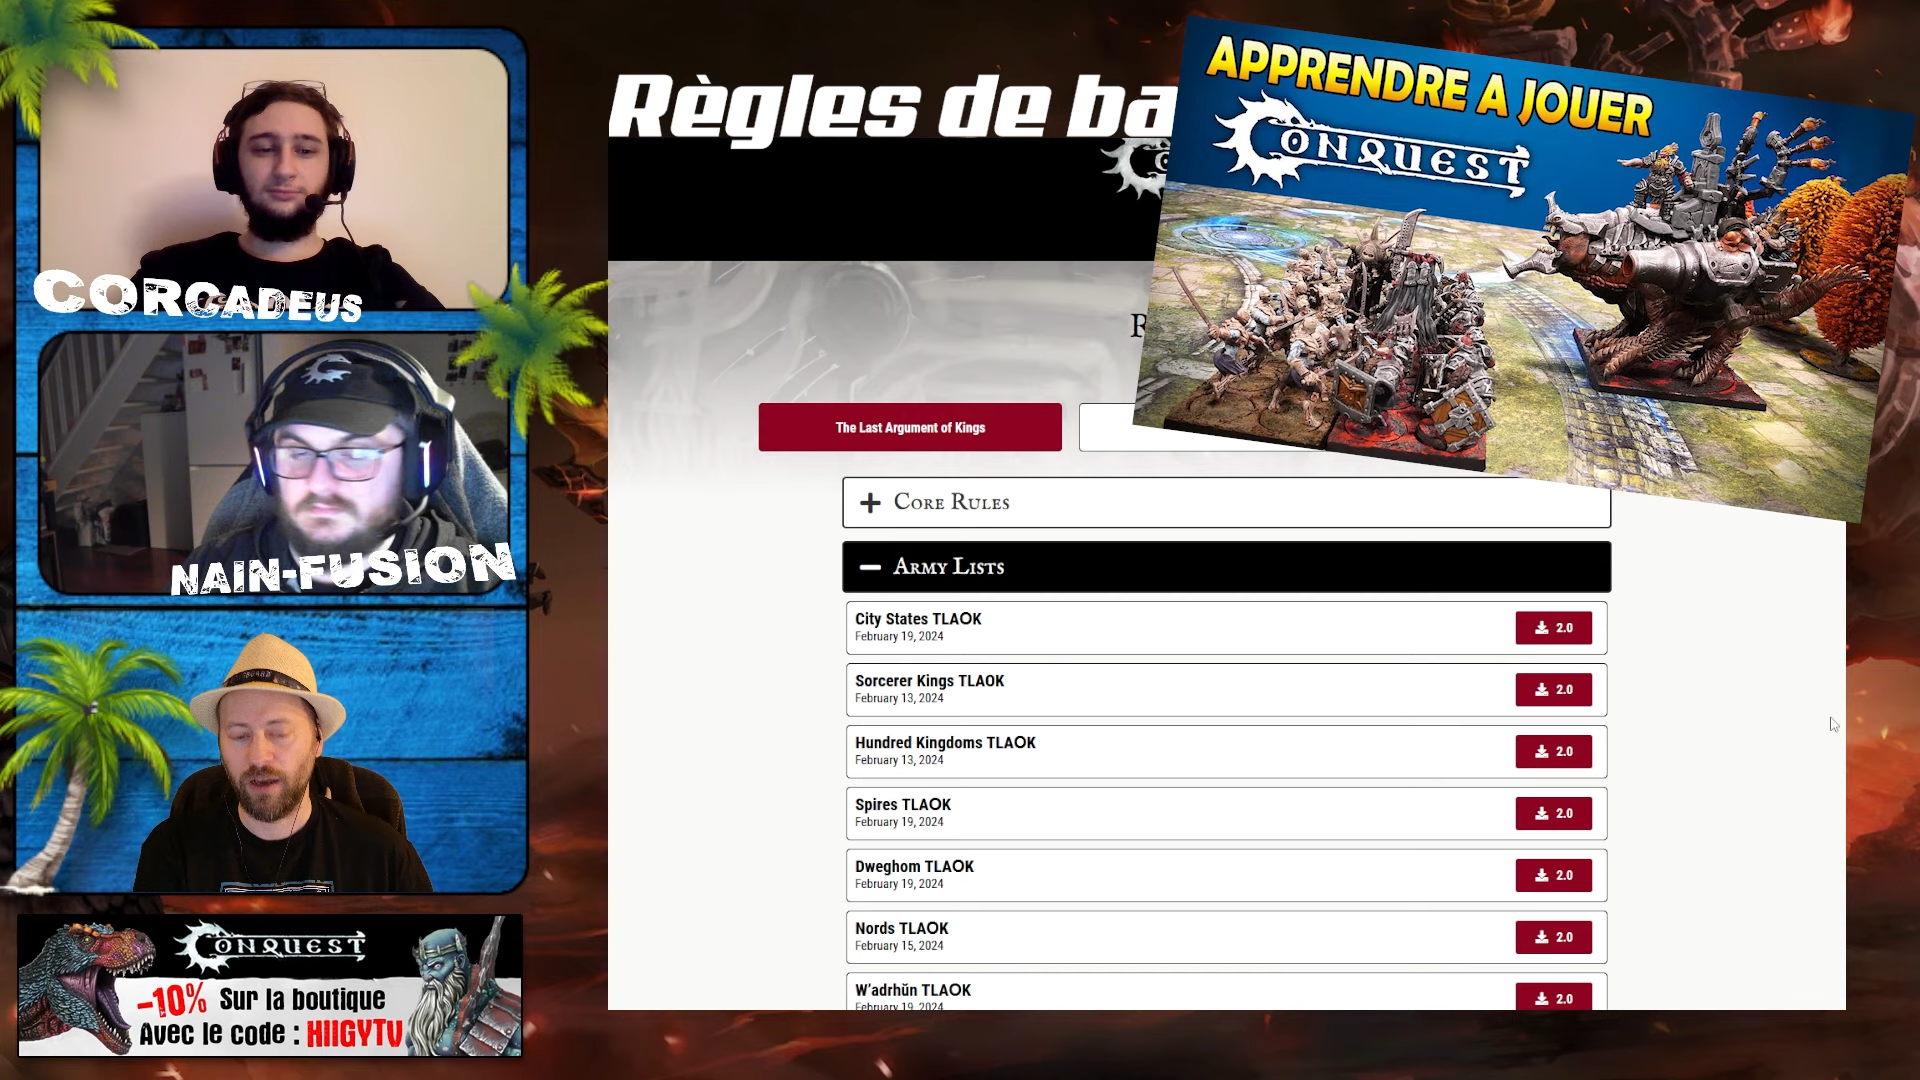 CORCADEUS
NAIN-FUSION
CONQUEST
-10% Sur la boutique
Avec le code : HIIGYTV
Règles de ba
APPRENDRE A JOUER
CONQUEST
R
The Last Argument of Kings
Core Rules
Army Lists
City States TLAOK
February 19, 2024
2.0
Sorcerer Kings TLAOK
February 13, 2024
2.0
Hundred Kingdoms TLAOK
February 13, 2024
2.0
Spires TLAOK
February 19, 2024
2.0
Dweghom TLAOK
February 19, 2024
2.0
Nords TLAOK
February 15, 2024
2.0
W'adrhŭn TLAOK
February 19, 2024
2.0